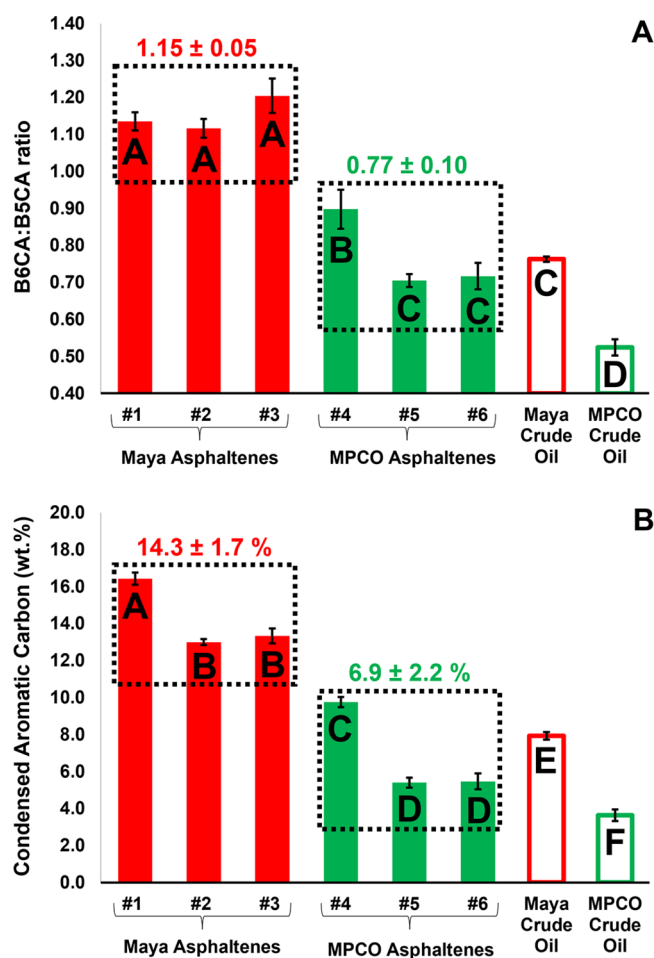 A
B6CA:B5CA ratio
1.40
1.30
1.20
1.10
1.00
0.90
0.80
0.70
0.60
0.50
0.40
1.15 ± 0.05
0.77 ± 0.10
A A A B C C C D
#1 #2 #3 #4 #5 #6
Maya Asphaltenes
MPCO Asphaltenes
Maya
Crude
Oil
MPCO
Crude
Oil
B
Condensed Aromatic Carbon (wt.%)
20.0
18.0
16.0
14.0
12.0
10.0
8.0
6.0
4.0
2.0
0.0
14.3 ± 1.7 %
6.9 ± 2.2 %
A B B C D D E F
#1 #2 #3 #4 #5 #6
Maya Asphaltenes
MPCO Asphaltenes
Maya
Crude
Oil
MPCO
Crude
Oil